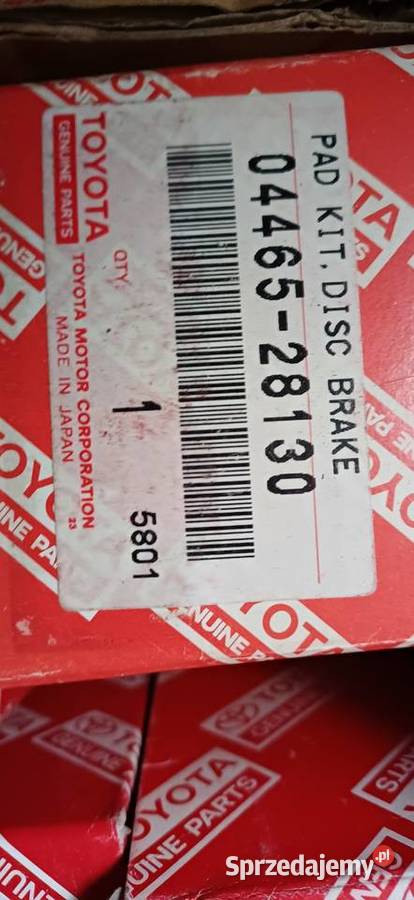 PAD KIT, DISC BRAKE
04465-28130
QTY.
1
5801
TOYOTA
GENUINE PARTS
TOYOTA MOTOR CORPORATION
MADE IN JAPAN
23
TOYOTA
GENUINE PARTS
TOYOTA
GENUINE
Sprzedajemy.pl